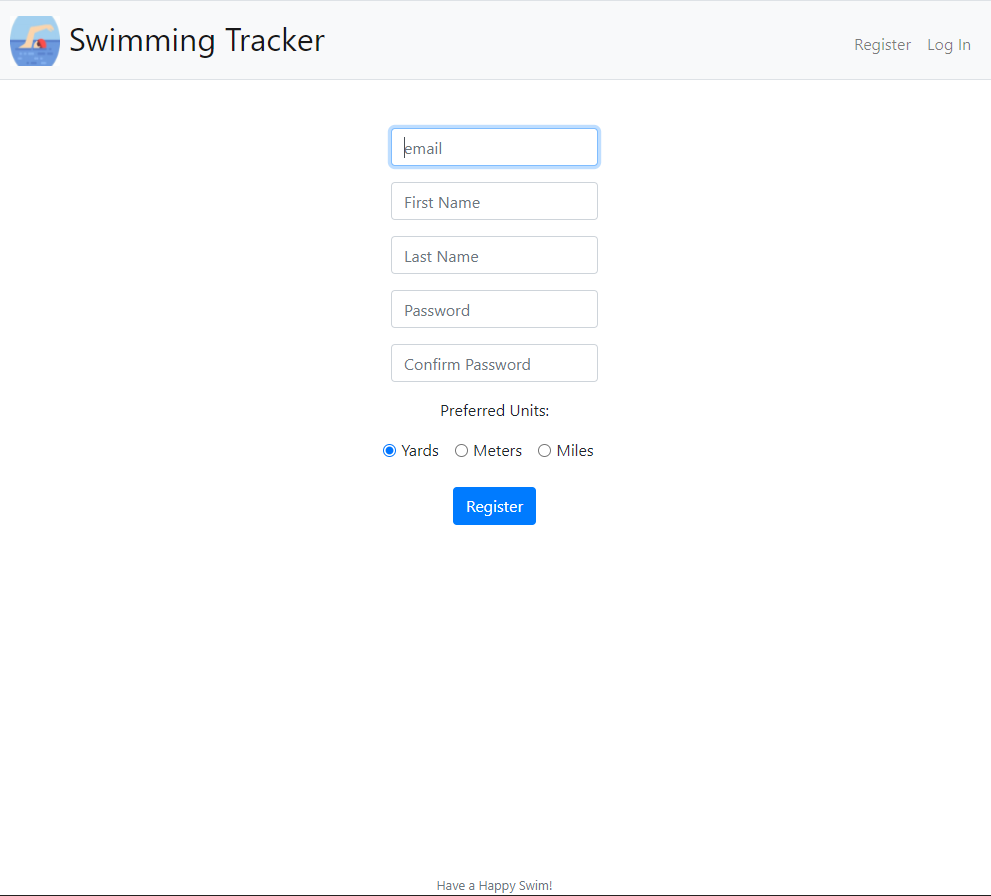 Swimming Tracker
Register Log In
email
First Name
Last Name
Password
Confirm Password
Preferred Units:
Yards Meters Miles
Register
Have a Happy Swim!